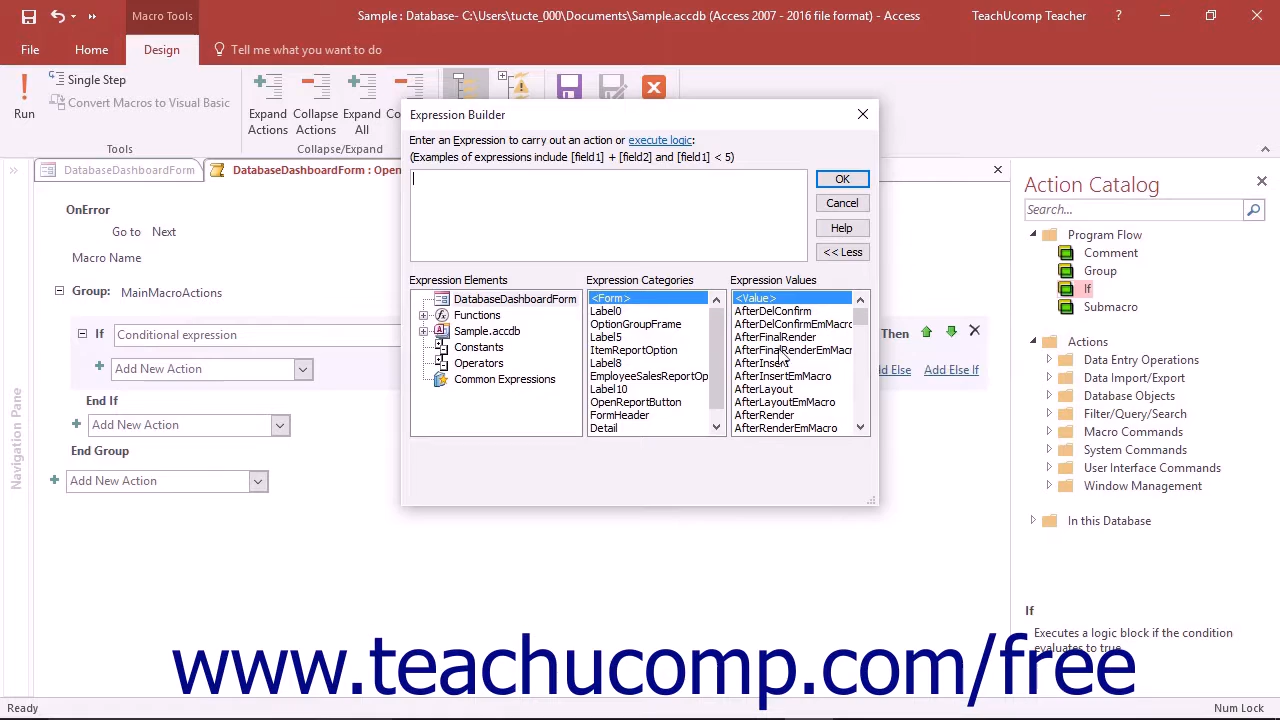 Macro Tools
Sample : Database- C:\Users\tucte_000\Documents\Sample.accdb (Access 2007 - 2016 file format) - Access
TeachUcomp Teacher
?
File
Home
Design
Tell me what you want to do
Run
Single Step
Convert Macros to Visual Basic
Tools
Expand
Actions
Collapse
Actions
Expand
All
Collapse/Expand
DatabaseDashboardForm
DatabaseDashboardForm : Open
OnError
Go to Next
Macro Name
Group: MainMacroActions
If Conditional expression
Then
Add New Action
Add Else If
End If
Add New Action
End Group
Add New Action
Navigation Pane
Expression Builder
Enter an Expression to carry out an action or execute logic:
(Examples of expressions include [field1] + [field2] and [field1] < 5)
OK
Cancel
Help
<< Less
Expression Elements
DatabaseDashboardForm
Functions
Sample.accdb
Constants
Operators
Common Expressions
Expression Categories
<Form>
Label0
OptionGroupFrame
Label5
ItemReportOption
Label8
EmployeeSalesReportOp
Label10
OpenReportButton
FormHeader
Detail
Expression Values
<Value>
AfterDelConfirm
AfterDelConfirmEmMacro
AfterFinalRender
AfterFinalRenderEmMacr
AfterInsert
AfterInsertEmMacro
AfterLayout
AfterLayoutEmMacro
AfterRender
AfterRenderEmMacro
Action Catalog
Search...
Program Flow
Comment
Group
If
Submacro
Actions
Data Entry Operations
Data Import/Export
Database Objects
Filter/Query/Search
Macro Commands
System Commands
User Interface Commands
Window Management
In this Database
If
Executes a logic block if the condition
evaluates to true.
www.teachucomp.com/free
Ready
Num Lock